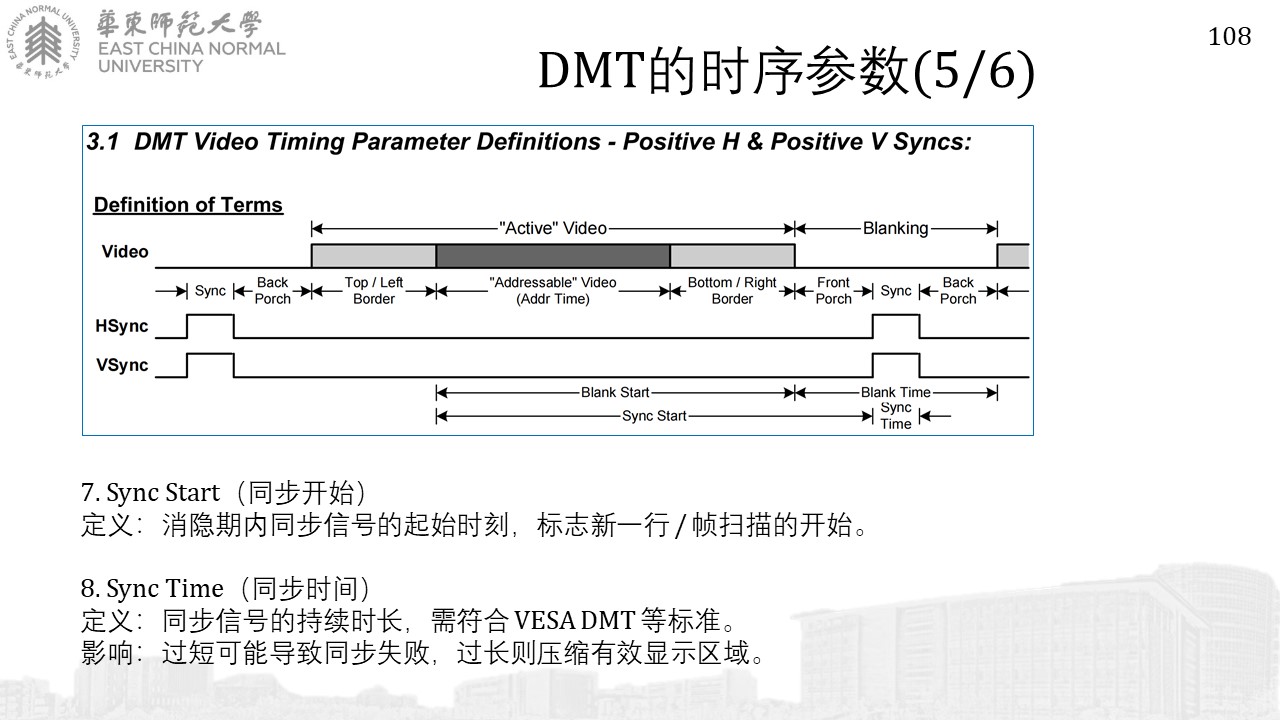 EAST CHINA NORMAL UNIVERSITY
華東師範大學
華東師範大學
EAST CHINA NORMAL
UNIVERSITY
108
DMT的时序参数(5/6)
3.1 DMT Video Timing Parameter Definitions - Positive H & Positive V Syncs:
Definition of Terms
"Active" Video
Blanking
Video
Sync
Back Porch
Top / Left Border
"Addressable" Video (Addr Time)
Bottom / Right Border
Front Porch
Sync
Back Porch
HSync
VSync
Blank Start
Blank Time
Sync Start
Sync Time
7. Sync Start（同步开始）
定义：消隐期内同步信号的起始时刻，标志新一行 / 帧扫描的开始。
8. Sync Time（同步时间）
定义：同步信号的持续时长，需符合 VESA DMT 等标准。
影响：过短可能导致同步失败，过长则压缩有效显示区域。